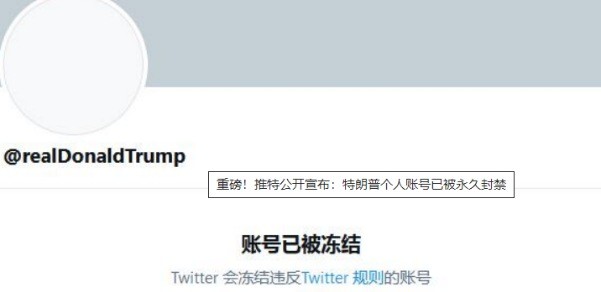 @realDonaldTrump
重磅！推特公开宣布：特朗普个人账号已被永久封禁
账号已被冻结
Twitter 会冻结违反Twitter 规则的账号